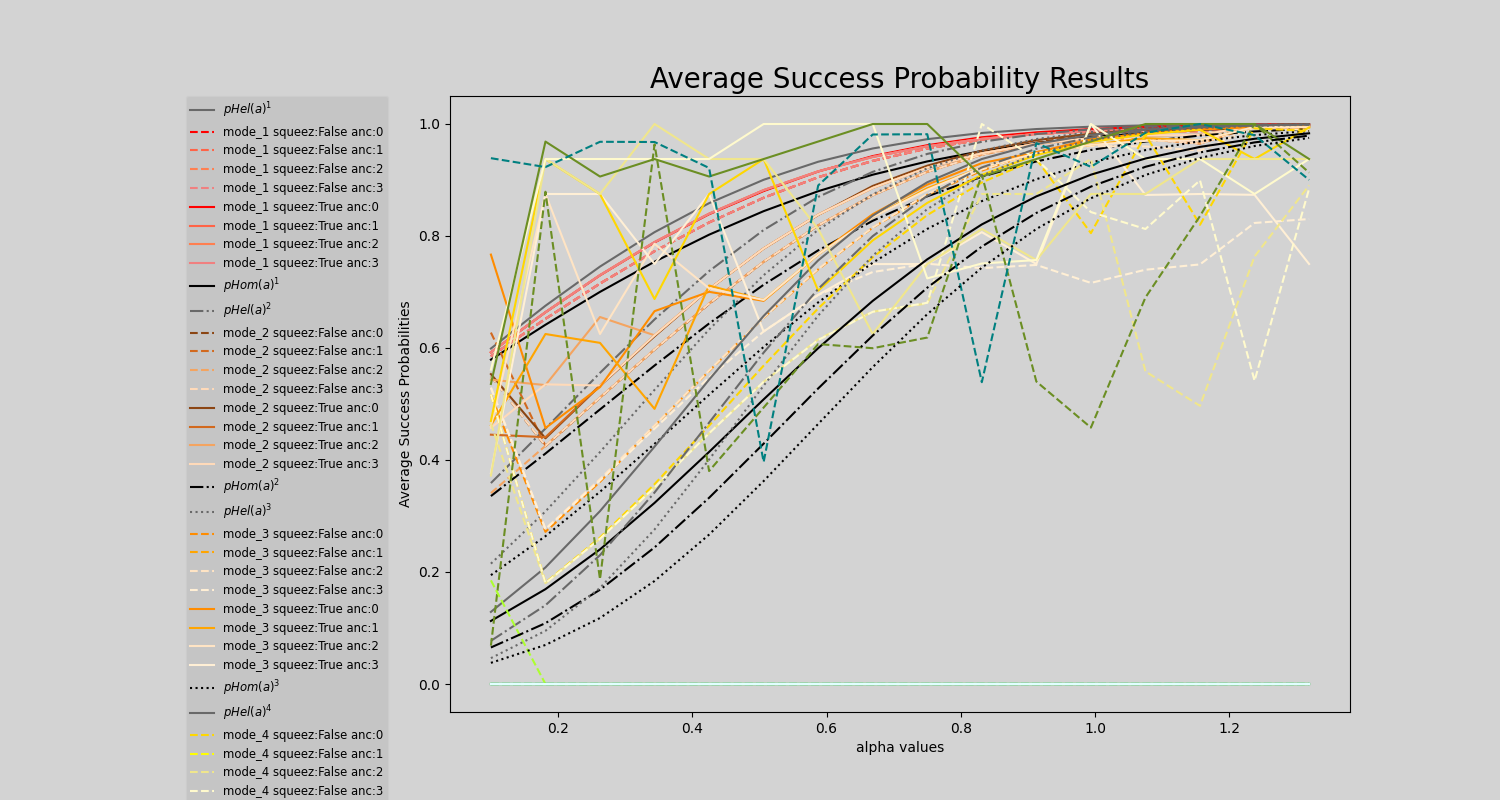 Average Success Probability Results
pHel(a)^1
mode_1 squeez:False anc:0
mode_1 squeez:False anc:1
mode_1 squeez:False anc:2
mode_1 squeez:False anc:3
mode_1 squeez:True anc:0
mode_1 squeez:True anc:1
mode_1 squeez:True anc:2
mode_1 squeez:True anc:3
pHom(a)^1
pHel(a)^2
mode_2 squeez:False anc:0
mode_2 squeez:False anc:1
mode_2 squeez:False anc:2
mode_2 squeez:False anc:3
mode_2 squeez:True anc:0
mode_2 squeez:True anc:1
mode_2 squeez:True anc:2
mode_2 squeez:True anc:3
pHom(a)^2
pHel(a)^3
mode_3 squeez:False anc:0
mode_3 squeez:False anc:1
mode_3 squeez:False anc:2
mode_3 squeez:False anc:3
mode_3 squeez:True anc:0
mode_3 squeez:True anc:1
mode_3 squeez:True anc:2
mode_3 squeez:True anc:3
pHom(a)^3
pHel(a)^4
mode_4 squeez:False anc:0
mode_4 squeez:False anc:1
mode_4 squeez:False anc:2
mode_4 squeez:False anc:3
Average Success Probabilities
1.0
0.8
0.6
0.4
0.2
0.0
0.2 0.4 0.6 0.8 1.0 1.2
alpha values